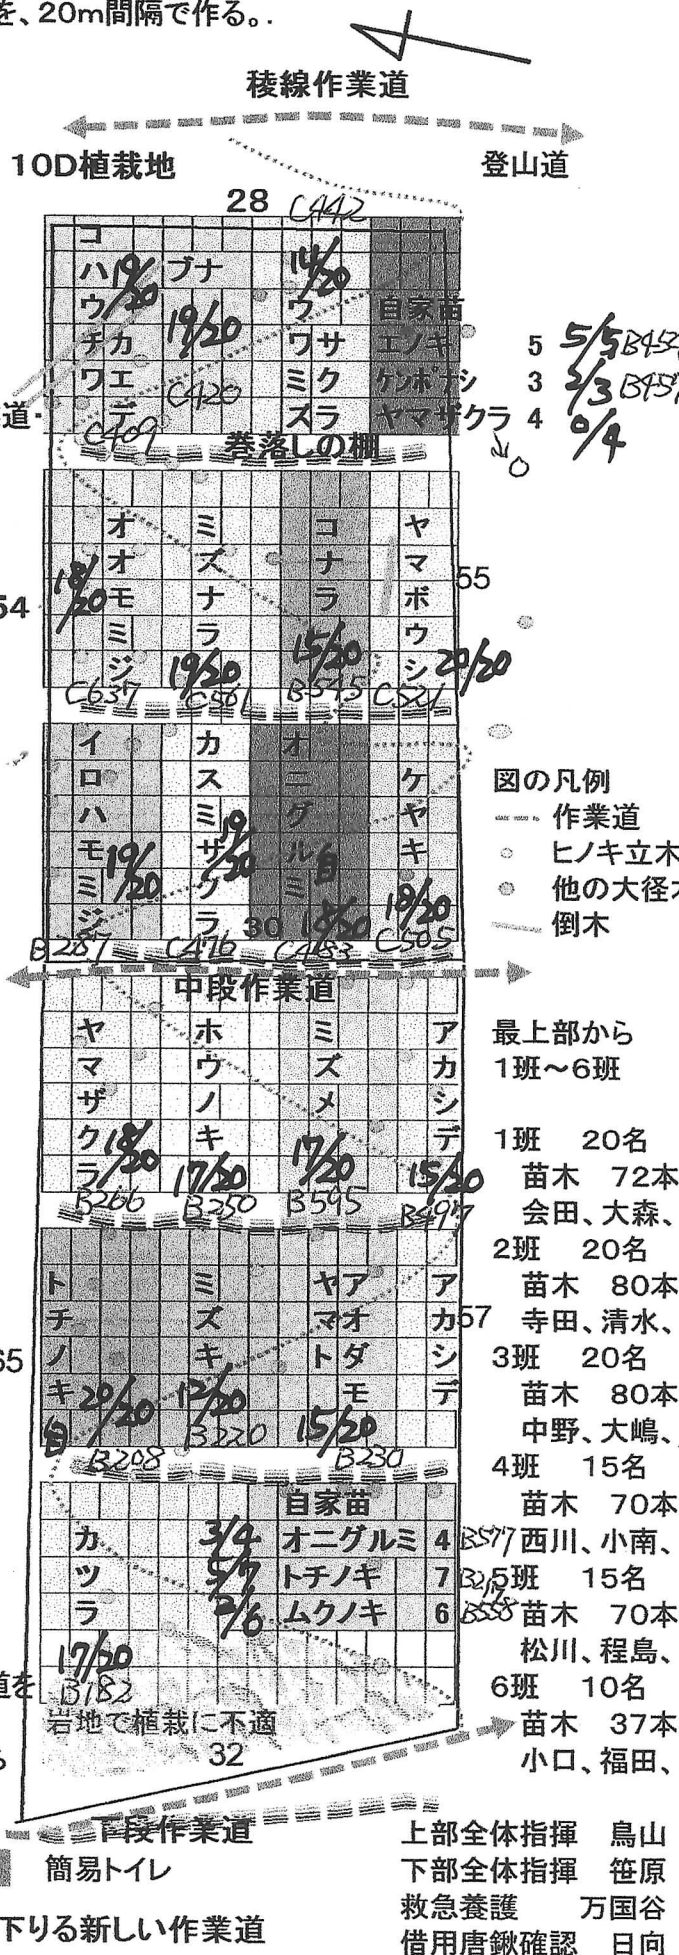 を、20m間隔で作る。.
稜線作業道
10D植栽地
登山道
28 C442
コハウチワ
カエデ
19/20
C409
ブナ
19/20
C420
ウワミズ
サクラ
14/20
自家苗
エノキ 5 5/5
ケンポナシ 3 2/3
ヤマザクラ 4 0/4
道
巻落しの棚
オオモミジ
18/20
C637
ミズナラ
19/20
C561
コナラ
15/20
B545
ヤマボウシ
20/20
C521
54
55
イロハモミジ
19/20
B287
カスミザクラ
19/20
C476
オニグルミ
自
18/20
C483
ケヤキ
18/20
C505
30
図の凡例
作業道
ヒノキ立木
他の大径
倒木
中段作業道
ヤマザクラ
18/20
B266
ホウノキ
17/20
B250
ミズメ
17/20
B595
アカシデ
15/20
B497
最上部から
1班~6班
1班 20名
苗木 72本
会田、大森、
2班 20名
苗木 80本
寺田、清水、
3班 20名
苗木 80本
中野、大嶋、
4班 15名
苗木 70本
西川、小南、
5班 15名
苗木 70本
松川、程島、
6班 10名
苗木 37本
小口、福田、
トチノキ
自
20/20
B208
ミズキ
12/20
B220
ヤマト
アオダモ
15/20
B230
アカシデ
65
57
自家苗
オニグルミ 4 3/4 B577
トチノキ 7 5/7
ムクノキ 6 2/6 B558
カツラ
17/20
B182
道を
岩地で植栽に不適
32
下段作業道
簡易トイレ
下りる新しい作業道
上部全体指揮 鳥山
下部全体指揮 笹原
救急養護 万国谷
借用唐鍬確認 日向